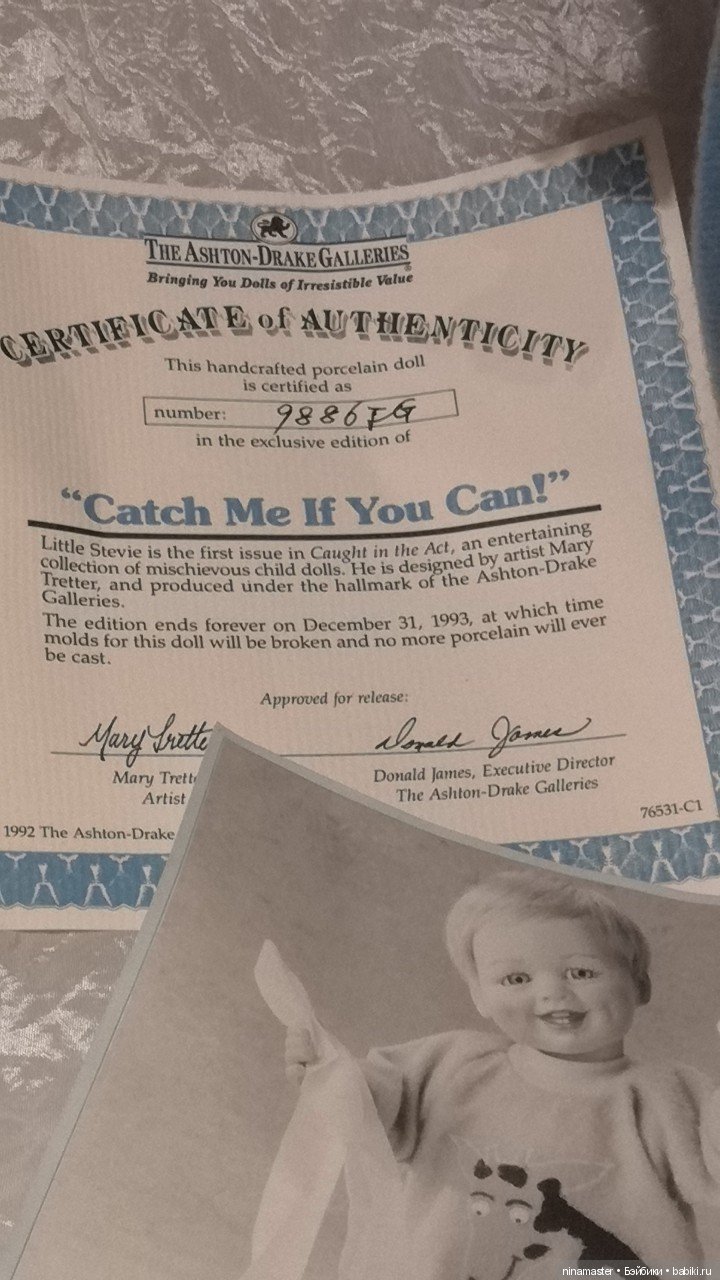 THE ASHTON-DRAKE GALLERIES
®
Bringing You Dolls of Irresistible Value
CERTIFICATE of AUTHENTICITY
This handcrafted porcelain doll
is certified as
number: 9886FG
in the exclusive edition of
“Catch Me If You Can!”
Little Stevie is the first issue in Caught in the Act, an entertaining
collection of mischievous child dolls. He is designed by artist Mary
Tretter, and produced under the hallmark of the Ashton-Drake
Galleries.
The edition ends forever on December 31, 1993, at which time
molds for this doll will be broken and no more porcelain will ever
be cast.
Approved for release:
Mary Trette
Donald James
Mary Trett
Donald James, Executive Director
Artist
The Ashton-Drake Galleries
1992 The Ashton-Drake
76531-C1
ninamaster • Бэйбики • babiki.ru